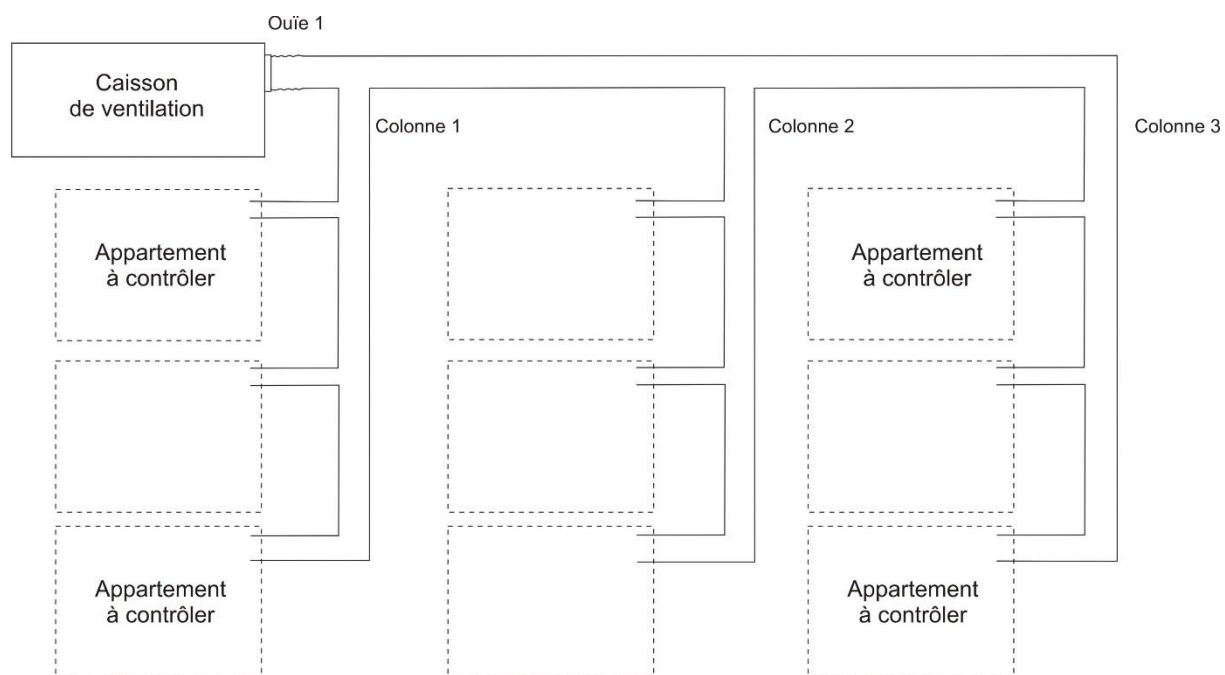 Ouïe 1
Caisson
de ventilation
Colonne 1
Colonne 2
Colonne 3
Appartement
à contrôler
Appartement
à contrôler
Appartement
à contrôler
Appartement
à contrôler